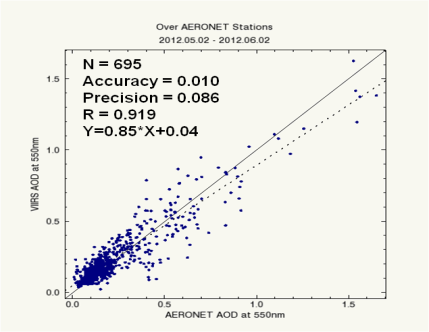 Over AERONET Stations
2012.05.02 - 2012.06.02
N = 695
Accuracy = 0.010
Precision = 0.086
R = 0.919
Y=0.85*X+0.04
VIIRS AOD at 550nm
1.5
1.0
0.5
0.0
0.0 0.5 1.0 1.5
AERONET AOD at 550nm